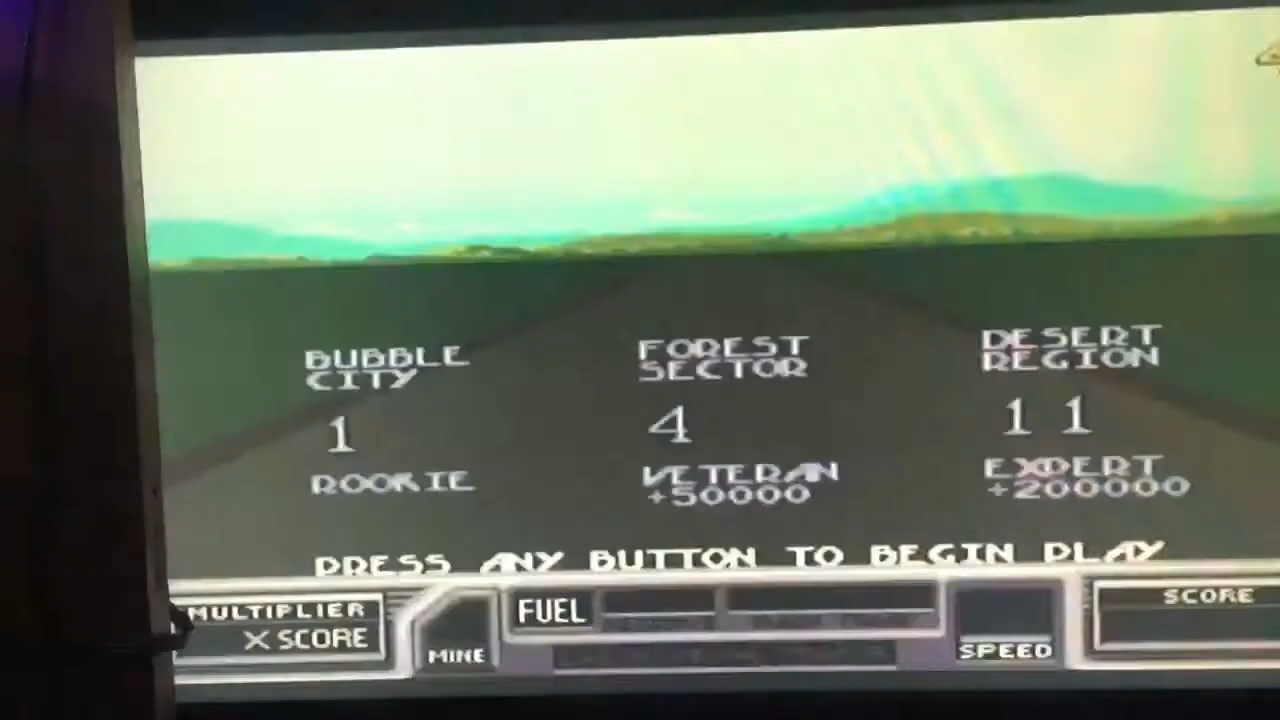 BUBBLE CITY
FOREST SECTOR
DESERT REGION
1
4
11
ROOKIE
VETERAN +50000
EXPERT +200000
PRESS ANY BUTTON TO BEGIN PLAY
MULTIPLIER
X SCORE
MINE
FUEL
SPEED
SCORE